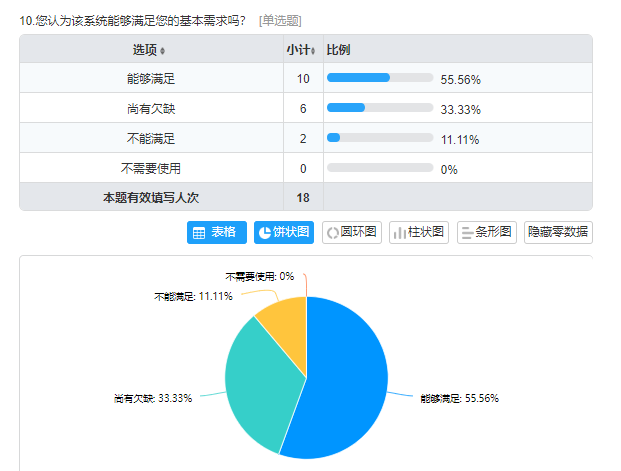 10.您认为该系统能够满足您的基本需求吗？ [单选题]
选项 小计 比例
能够满足 10 55.56%
尚有欠缺 6 33.33%
不能满足 2 11.11%
不需要使用 0 0%
本题有效填写人次 18
表格 饼状图 圆环图 柱状图 条形图 隐藏零数据
不需要使用: 0%
不能满足: 11.11%
尚有欠缺: 33.33%
能够满足: 55.56%